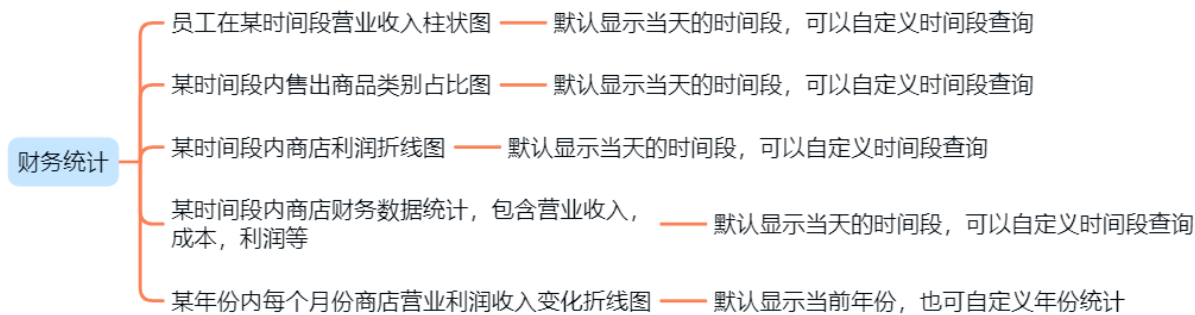 员工在某时间段营业收入柱状图 默认显示当天的时间段，可以自定义时间段查询
某时间段内售出商品类别占比图 默认显示当天的时间段，可以自定义时间段查询
财务统计
某时间段内商店利润折线图 默认显示当天的时间段，可以自定义时间段查询
某时间段内商店财务数据统计，包含营业收入，
成本，利润等
默认显示当天的时间段，可以自定义时间段查询
某年份内每个月份商店营业利润收入变化折线图 默认显示当前年份，也可自定义年份统计